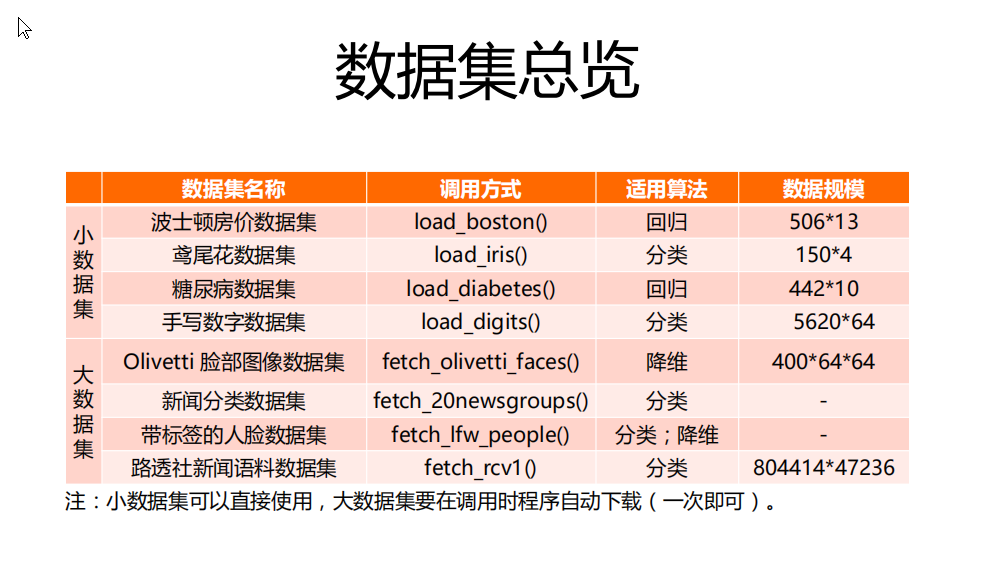 数据集总览
数据集名称 调用方式 适用算法 数据规模
小数据集
波士顿房价数据集 load_boston() 回归 506*13
鸢尾花数据集 load_iris() 分类 150*4
糖尿病数据集 load_diabetes() 回归 442*10
手写数字数据集 load_digits() 分类 5620*64
大数据集
Olivetti 脸部图像数据集 fetch_olivetti_faces() 降维 400*64*64
新闻分类数据集 fetch_20newsgroups() 分类 -
带标签的人脸数据集 fetch_lfw_people() 分类；降维 -
路透社新闻语料数据集 fetch_rcv1() 分类 804414*47236
注：小数据集可以直接使用，大数据集要在调用时程序自动下载（一次即可）。